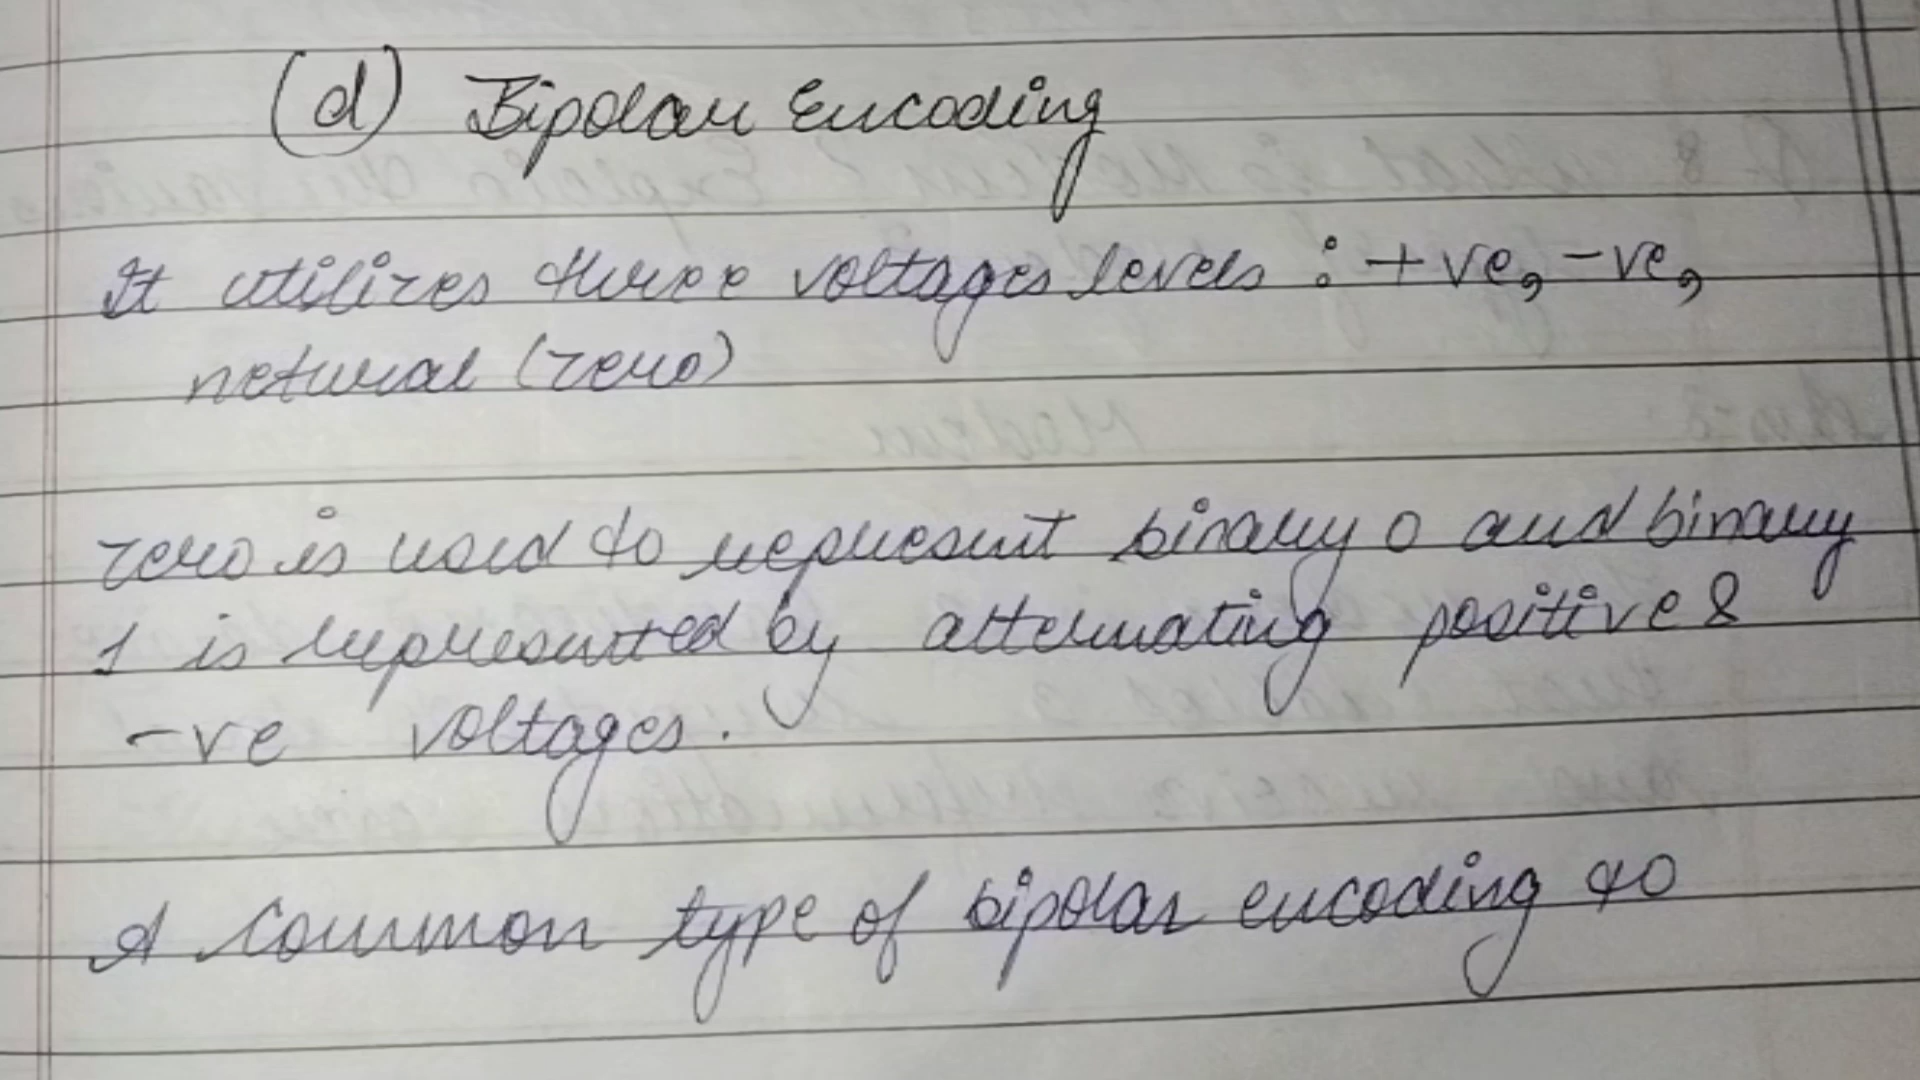 (d) Bipolar Encoding
It utilizes three voltages levels : +ve, -ve,
netural (zero)
zero is used to represent binary 0 and binary
1 is represented by alternating positive &
-ve voltages.
A common type of bipolar encoding to